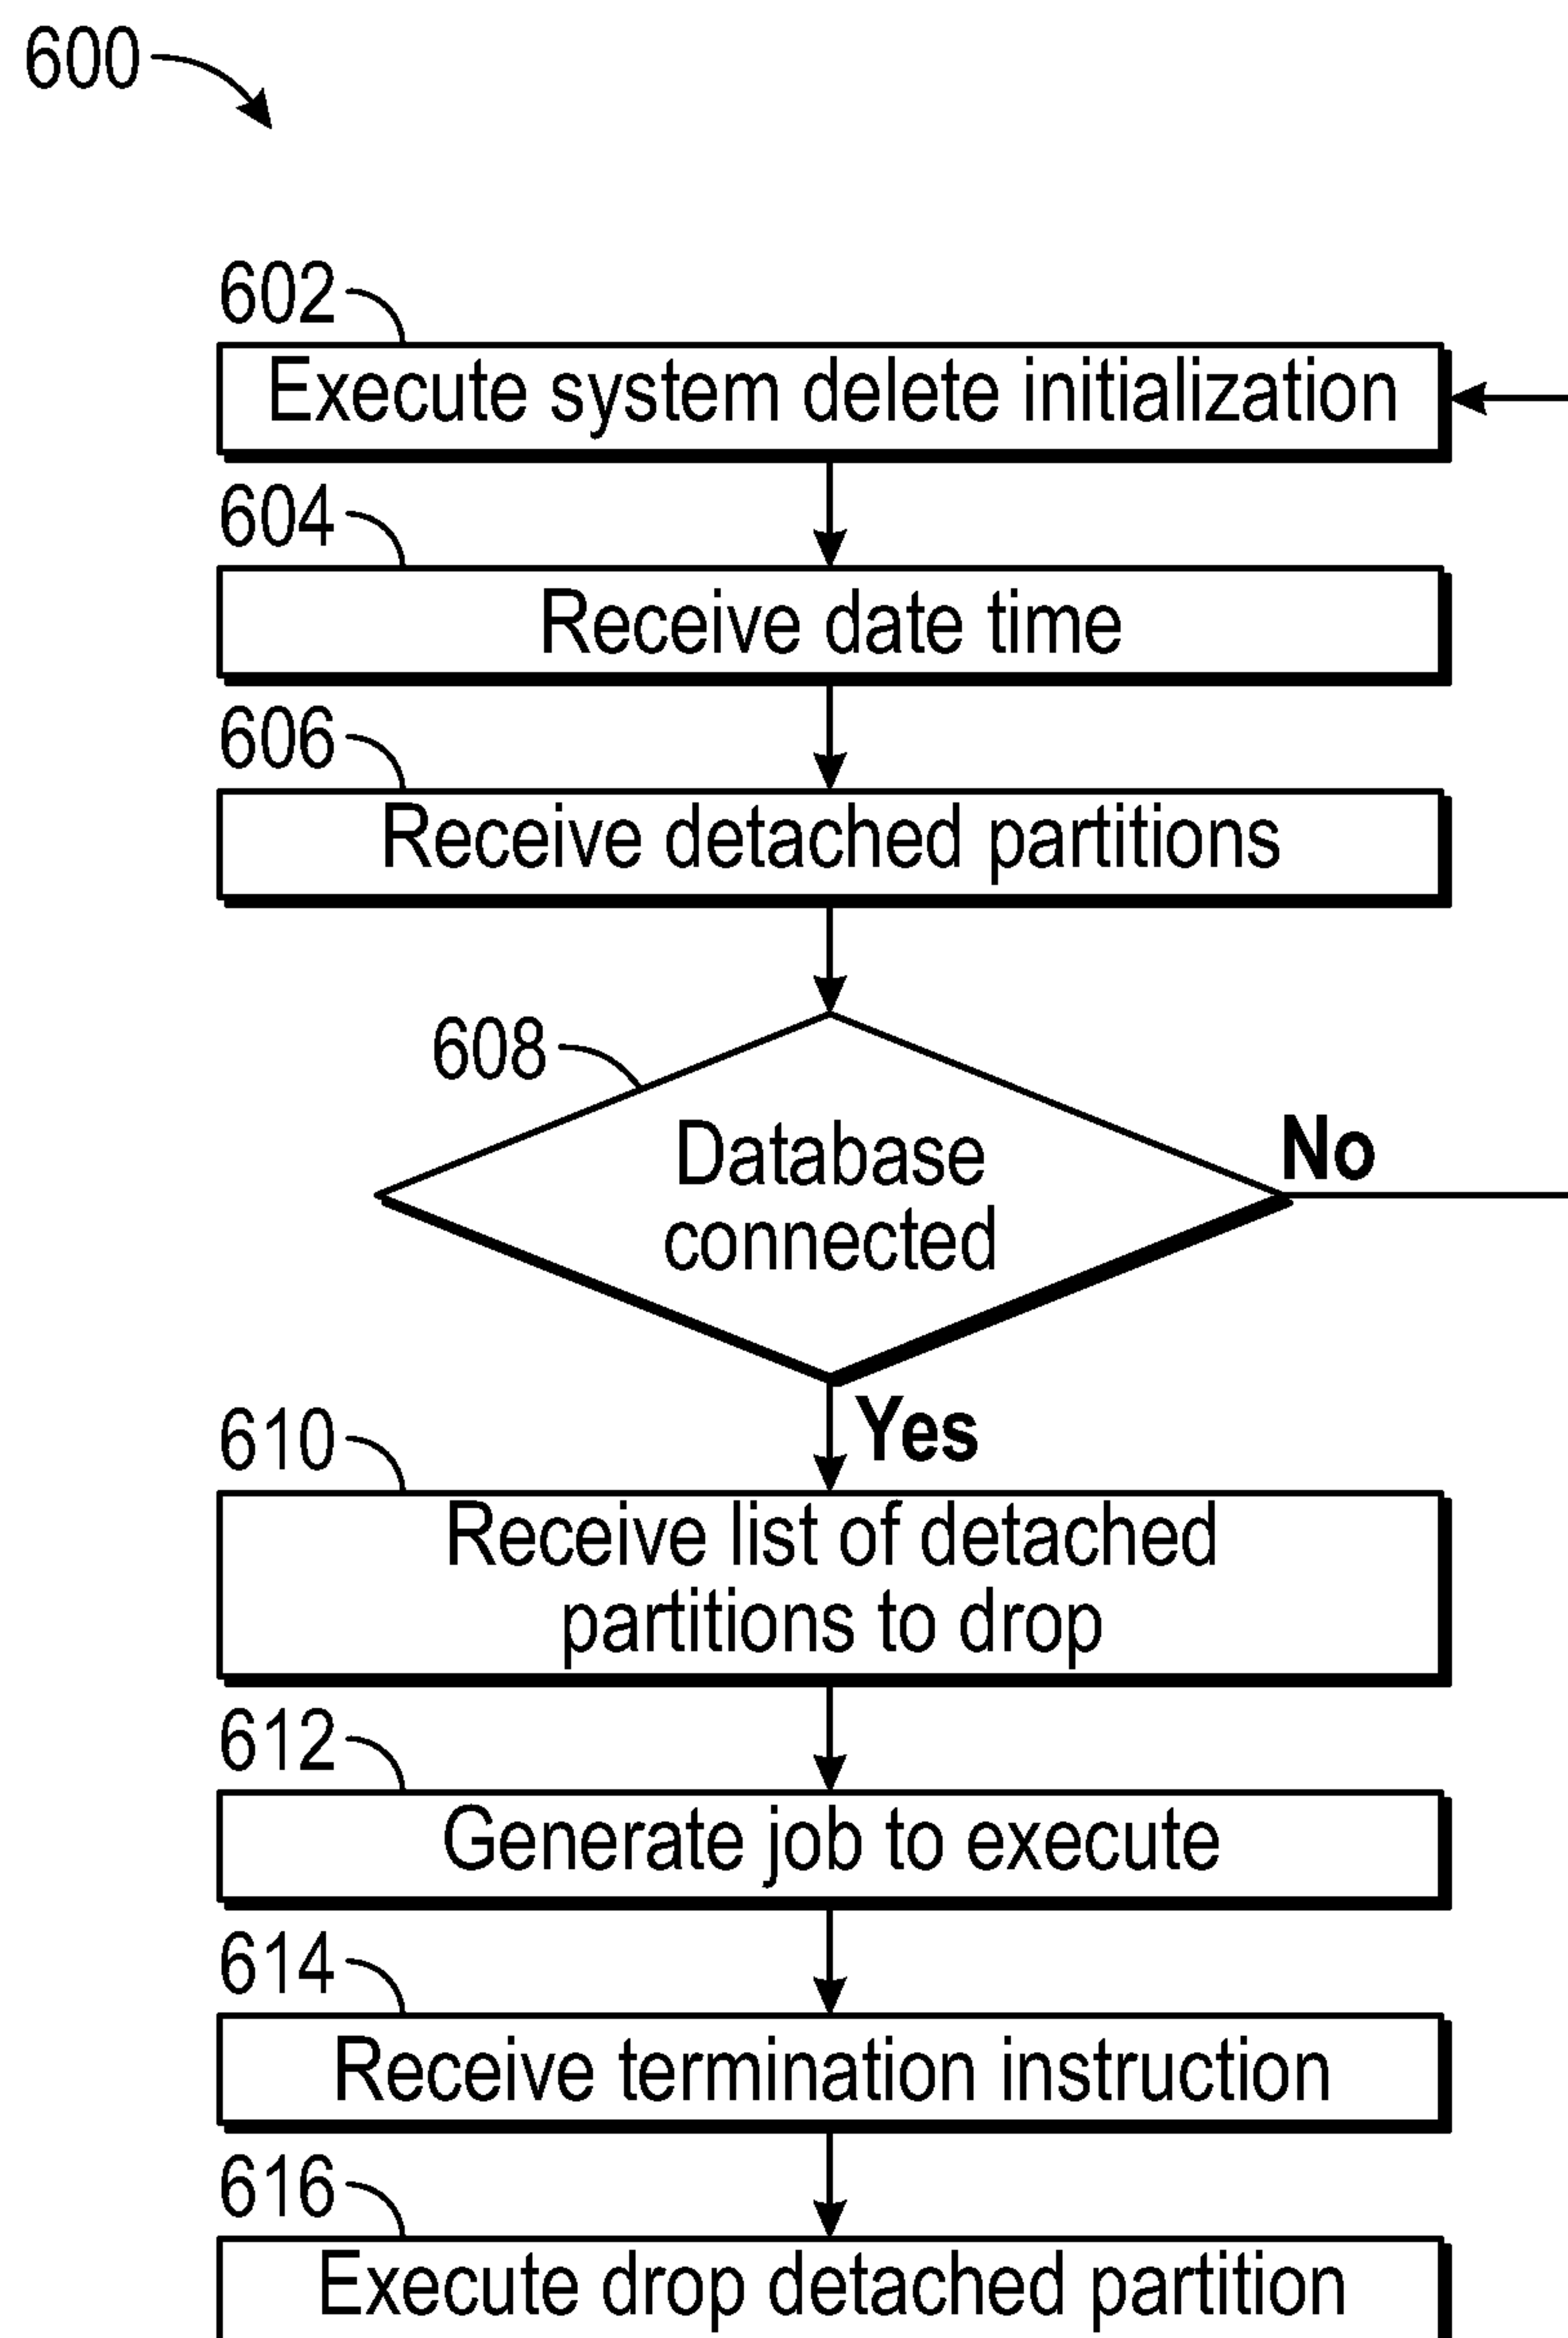 600
602
Execute system delete initialization
604
Receive date time
606
Receive detached partitions
608
Database
connected
No
Yes
610
Receive list of detached
partitions to drop
612
Generate job to execute
614
Receive termination instruction
616
Execute drop detached partition